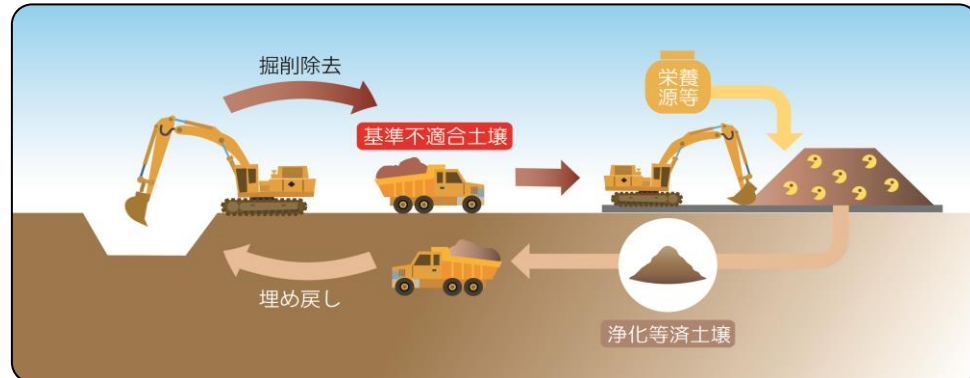 掘削除去
基準不適合土壌
栄養
源等
埋め戻し
浄化等済土壌